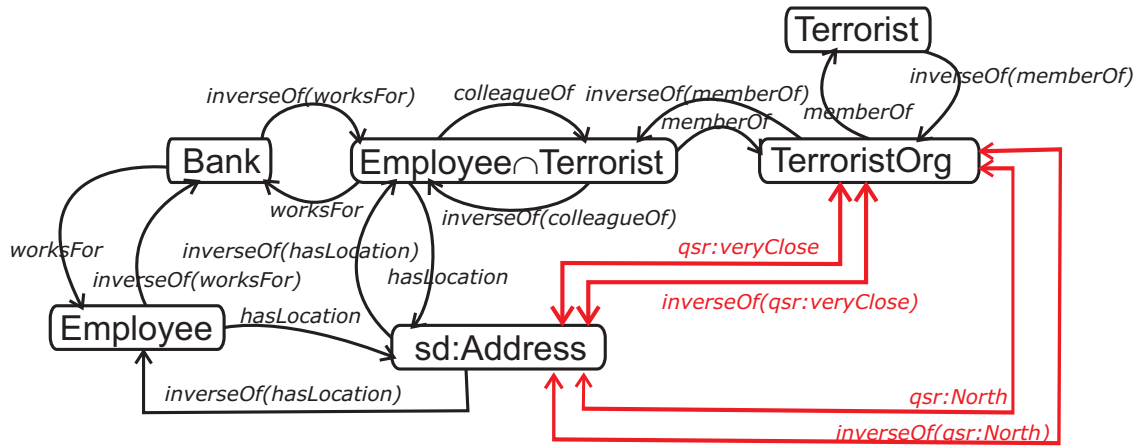 Terrorist
inverseOf(memberOf)
colleagueOf
inverseOf(worksFor)
inverseOf(memberOf)
memberOf
memberOf
Bank
Employee∩Terrorist
TerroristOrg
worksFor
inverseOf(colleagueOf)
worksFor
inverseOf(hasLocation)
qsr:veryClose
inverseOf(worksFor)
hasLocation
inverseOf(qsr:veryClose)
Employee
hasLocation
sd:Address
inverseOf(hasLocation)
qsr:North
inverseOf(qsr:North)